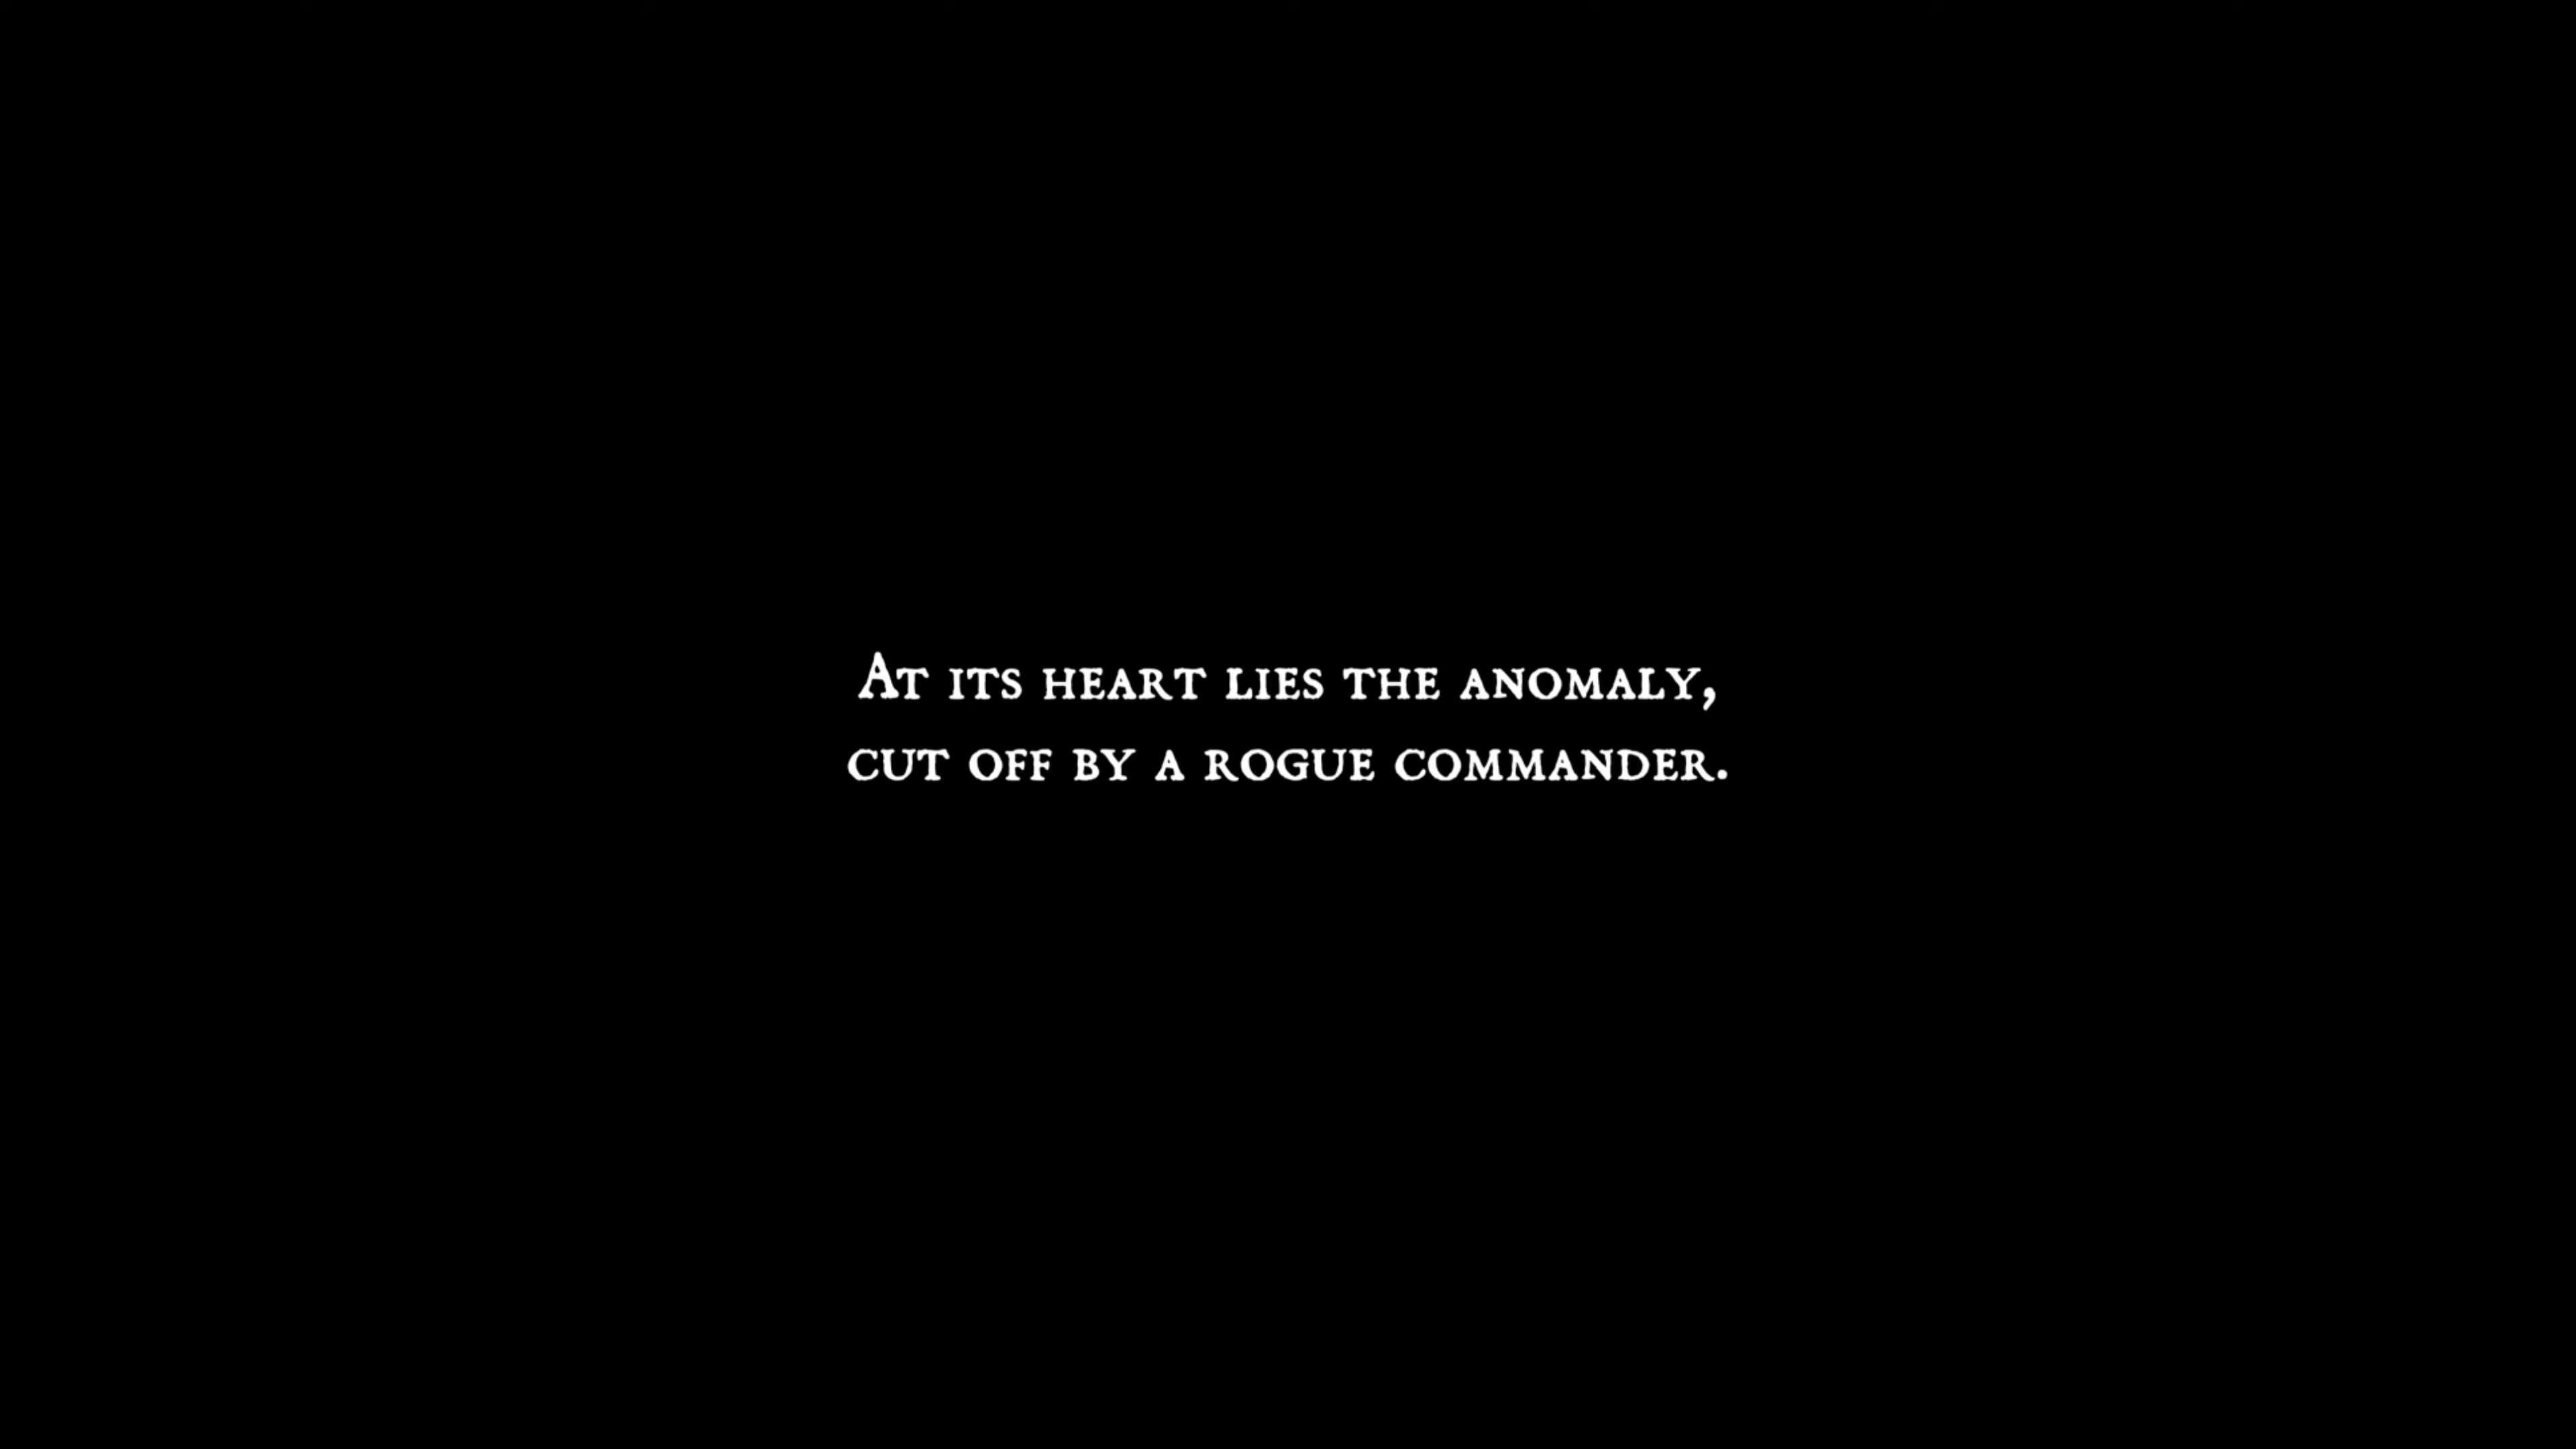 At its heart lies the anomaly,
cut off by a rogue commander.